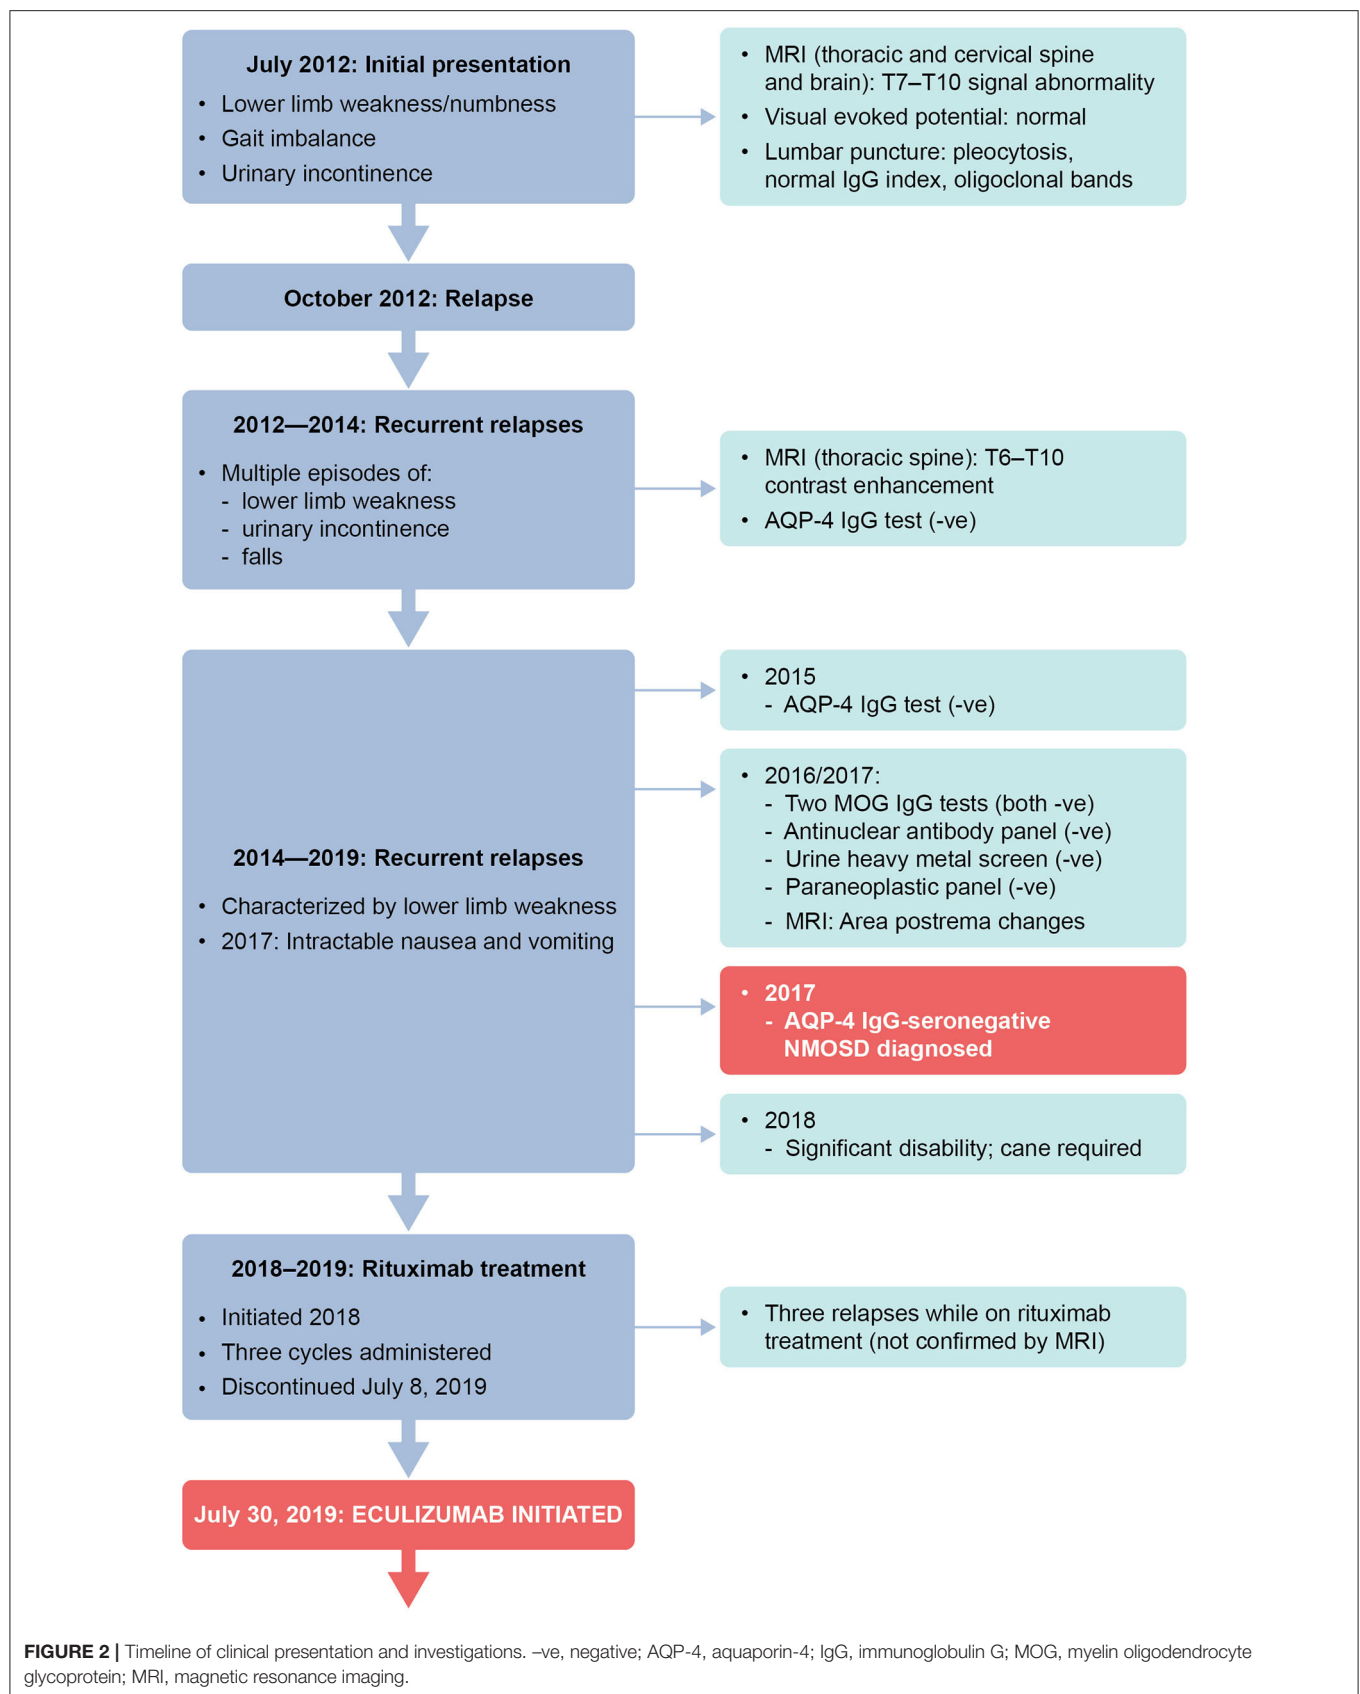 July 2012: Initial presentation
• Lower limb weakness/numbness
• Gait imbalance
• Urinary incontinence
• MRI (thoracic and cervical spine
and brain): T7–T10 signal abnormality
• Visual evoked potential: normal
• Lumbar puncture: pleocytosis,
normal IgG index, oligoclonal bands
October 2012: Relapse
2012—2014: Recurrent relapses
• Multiple episodes of:
- lower limb weakness
- urinary incontinence
- falls
• MRI (thoracic spine): T6–T10
contrast enhancement
• AQP-4 IgG test (-ve)
2014—2019: Recurrent relapses
• Characterized by lower limb weakness
• 2017: Intractable nausea and vomiting
• 2015
- AQP-4 IgG test (-ve)
• 2016/2017:
- Two MOG IgG tests (both -ve)
- Antinuclear antibody panel (-ve)
- Urine heavy metal screen (-ve)
- Paraneoplastic panel (-ve)
- MRI: Area postrema changes
• 2017
- AQP-4 IgG-seronegative
NMOSD diagnosed
• 2018
- Significant disability; cane required
2018–2019: Rituximab treatment
• Initiated 2018
• Three cycles administered
• Discontinued July 8, 2019
• Three relapses while on rituximab
treatment (not confirmed by MRI)
July 30, 2019: ECULIZUMAB INITIATED
FIGURE 2 | Timeline of clinical presentation and investigations. –ve, negative; AQP-4, aquaporin-4; IgG, immunoglobulin G; MOG, myelin oligodendrocyte
glycoprotein; MRI, magnetic resonance imaging.